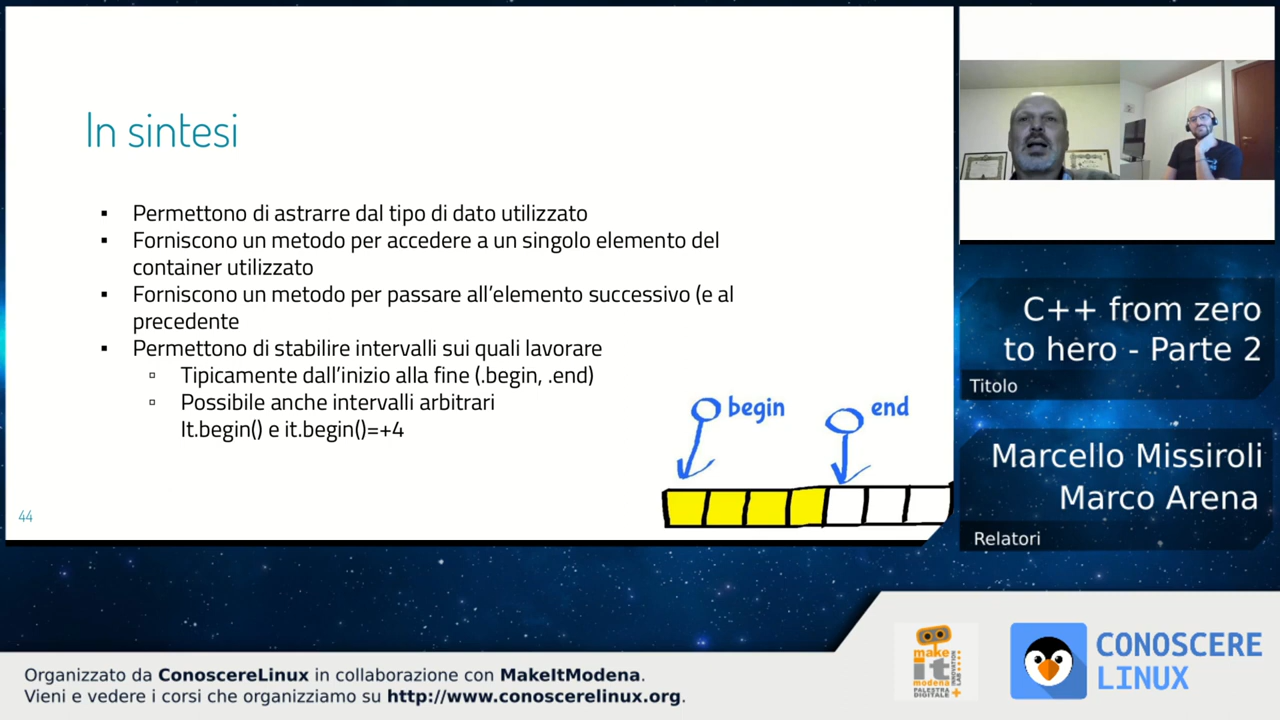 In sintesi
▪ Permettono di astrarre dal tipo di dato utilizzato
▪ Forniscono un metodo per accedere a un singolo elemento del
container utilizzato
▪ Forniscono un metodo per passare all’elemento successivo (e al
precedente
▪ Permettono di stabilire intervalli sui quali lavorare
▫ Tipicamente dall’inizio alla fine (.begin, .end)
▫ Possibile anche intervalli arbitrari
It.begin() e it.begin()=+4
begin
end
44
C++ from zero
to hero - Parte 2
Titolo
Marcello Missiroli
Marco Arena
Relatori
make
it
modena
PALESTRA
DIGITALE
INNOVATION
LAB
CONOSCERE
LINUX
Organizzato da ConoscereLinux in collaborazione con MakeItModena.
Vieni e vedere i corsi che organizziamo su http://www.conoscerelinux.org.